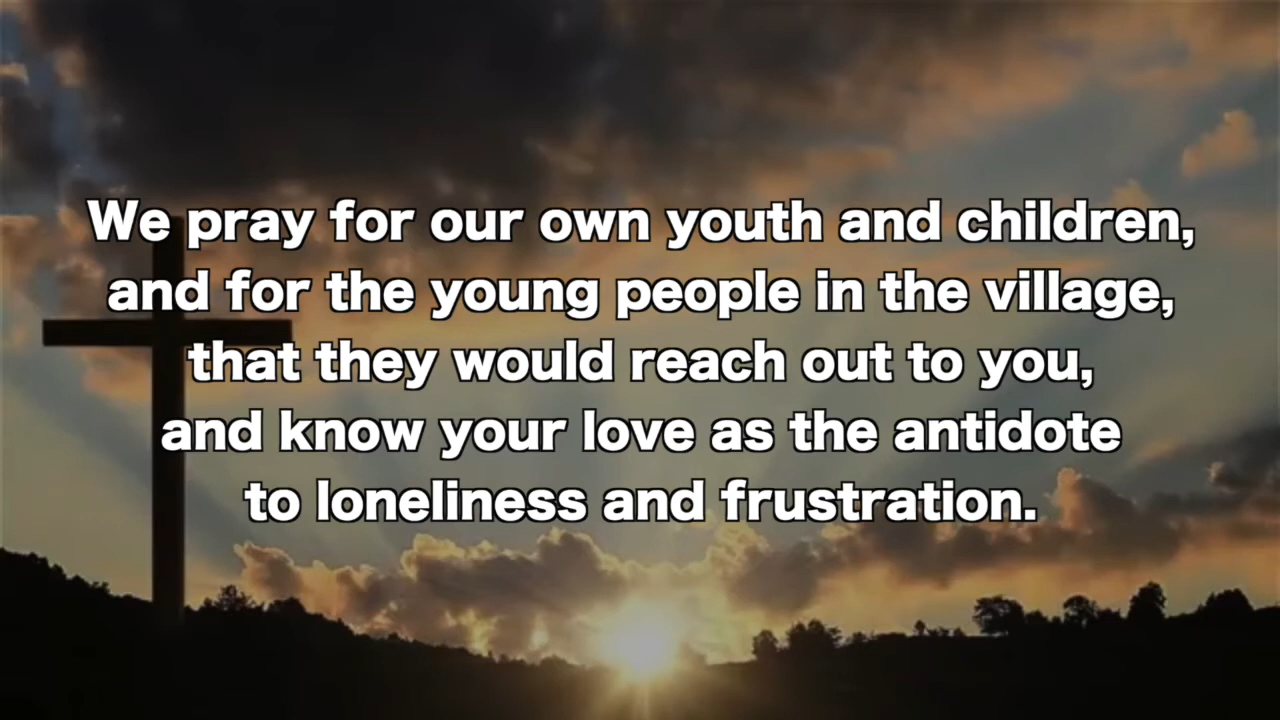 We pray for our own youth and children,
and for the young people in the village,
that they would reach out to you,
and know your love as the antidote
to loneliness and frustration.